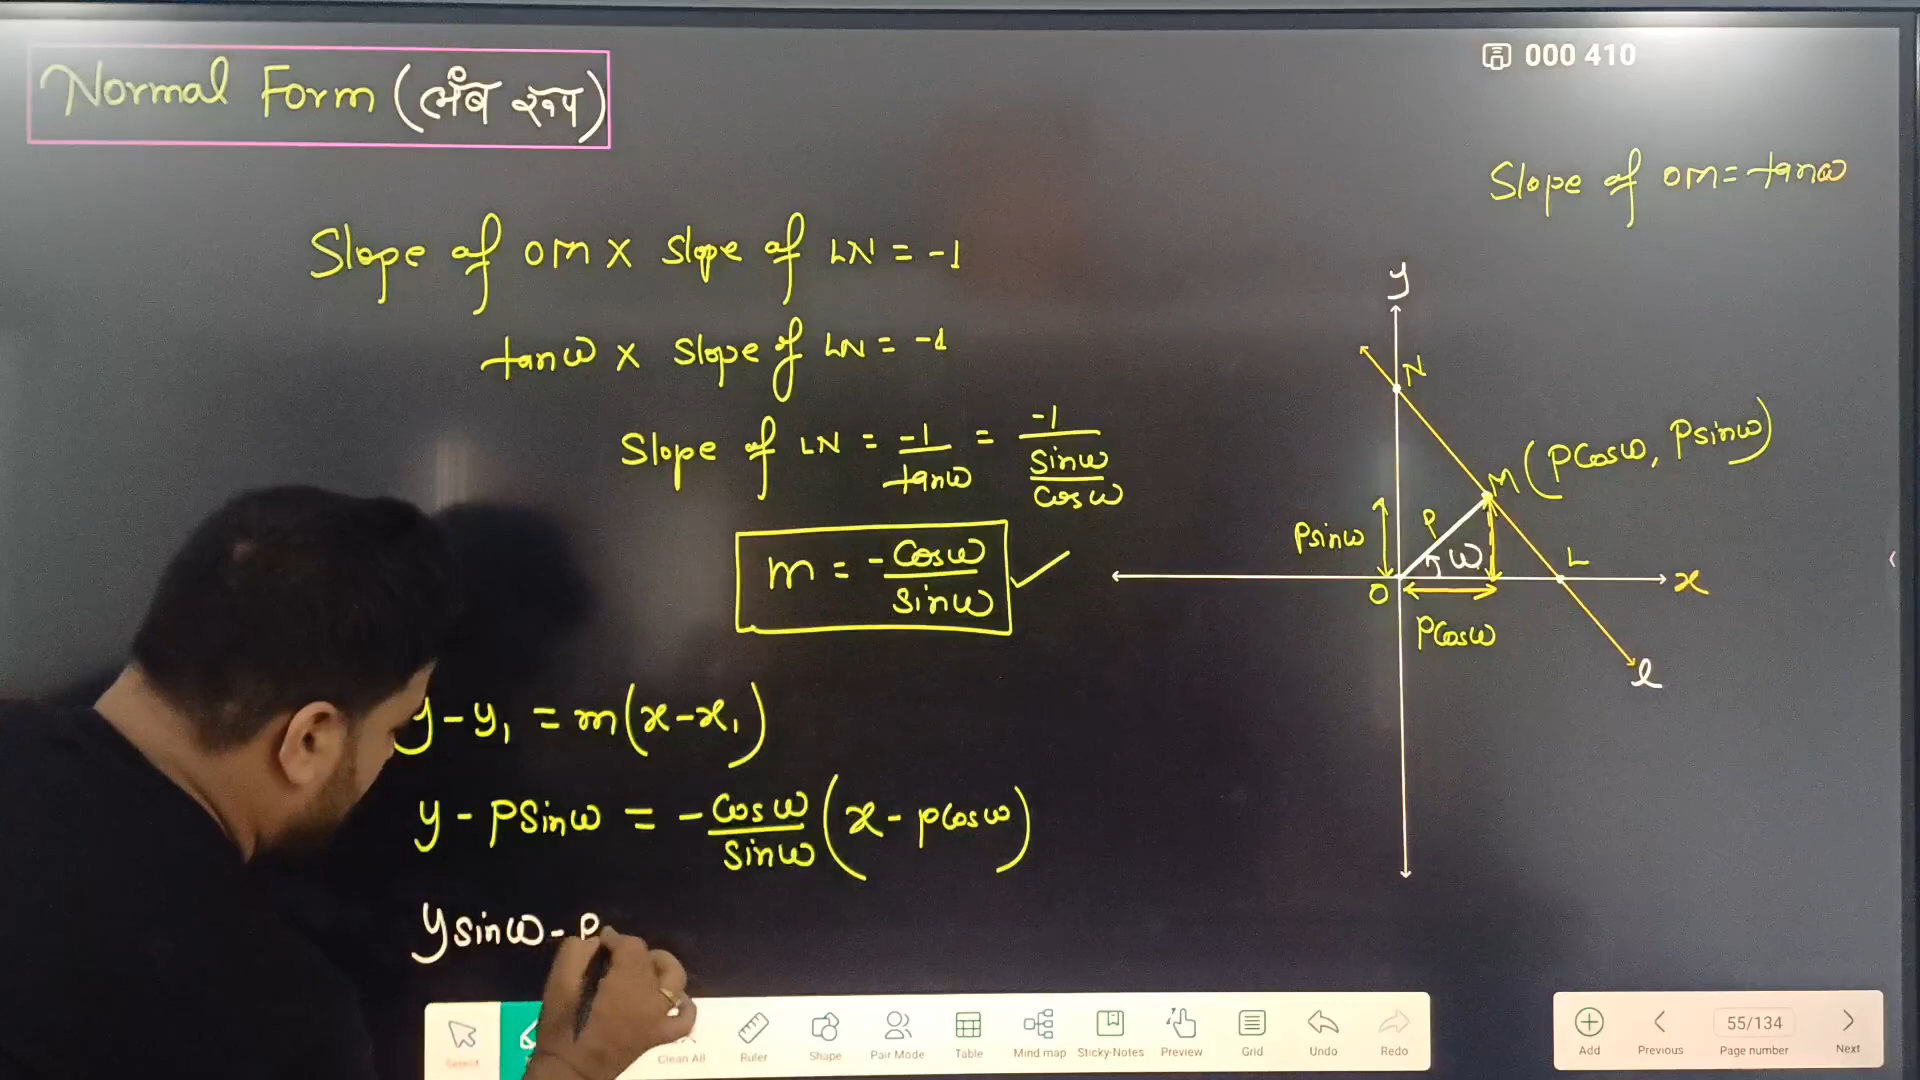 Normal Form (लंब रूप)
000 410
Slope of OM = tanω
Slope of OM × Slope of LN = -1
tanω × Slope of LN = -1
Slope of LN = -1/tanω = -1/(sinω/cosω)
m = -cosω/sinω ✓
y - y₁ = m(x - x₁)
y - Psinω = -cosω/sinω (x - pcosω)
y sinω - P
y
N
M (Pcosω, Psinω)
Psinω
P
ω
L
O
x
Pcosω
l
Select
Clean All
Ruler
Shape
Pair Mode
Table
Mind map
Sticky-Notes
Preview
Grid
Undo
Redo
Add
Previous
55/134
Page number
Next